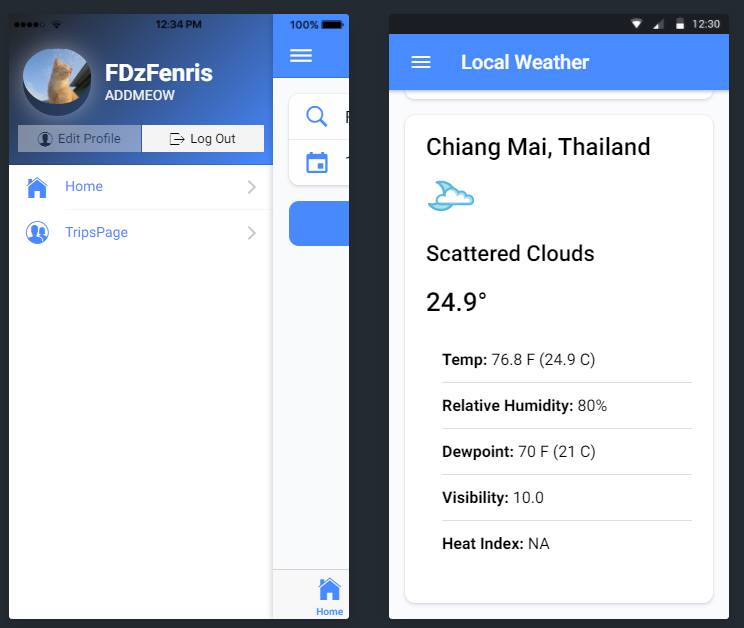 12:34 PM
100%
FDzFenris
ADDMEOW
Edit Profile
Log Out
Home
TripsPage
Home
12:30
Local Weather
Chiang Mai, Thailand
Scattered Clouds
24.9°
Temp: 76.8 F (24.9 C)
Relative Humidity: 80%
Dewpoint: 70 F (21 C)
Visibility: 10.0
Heat Index: NA